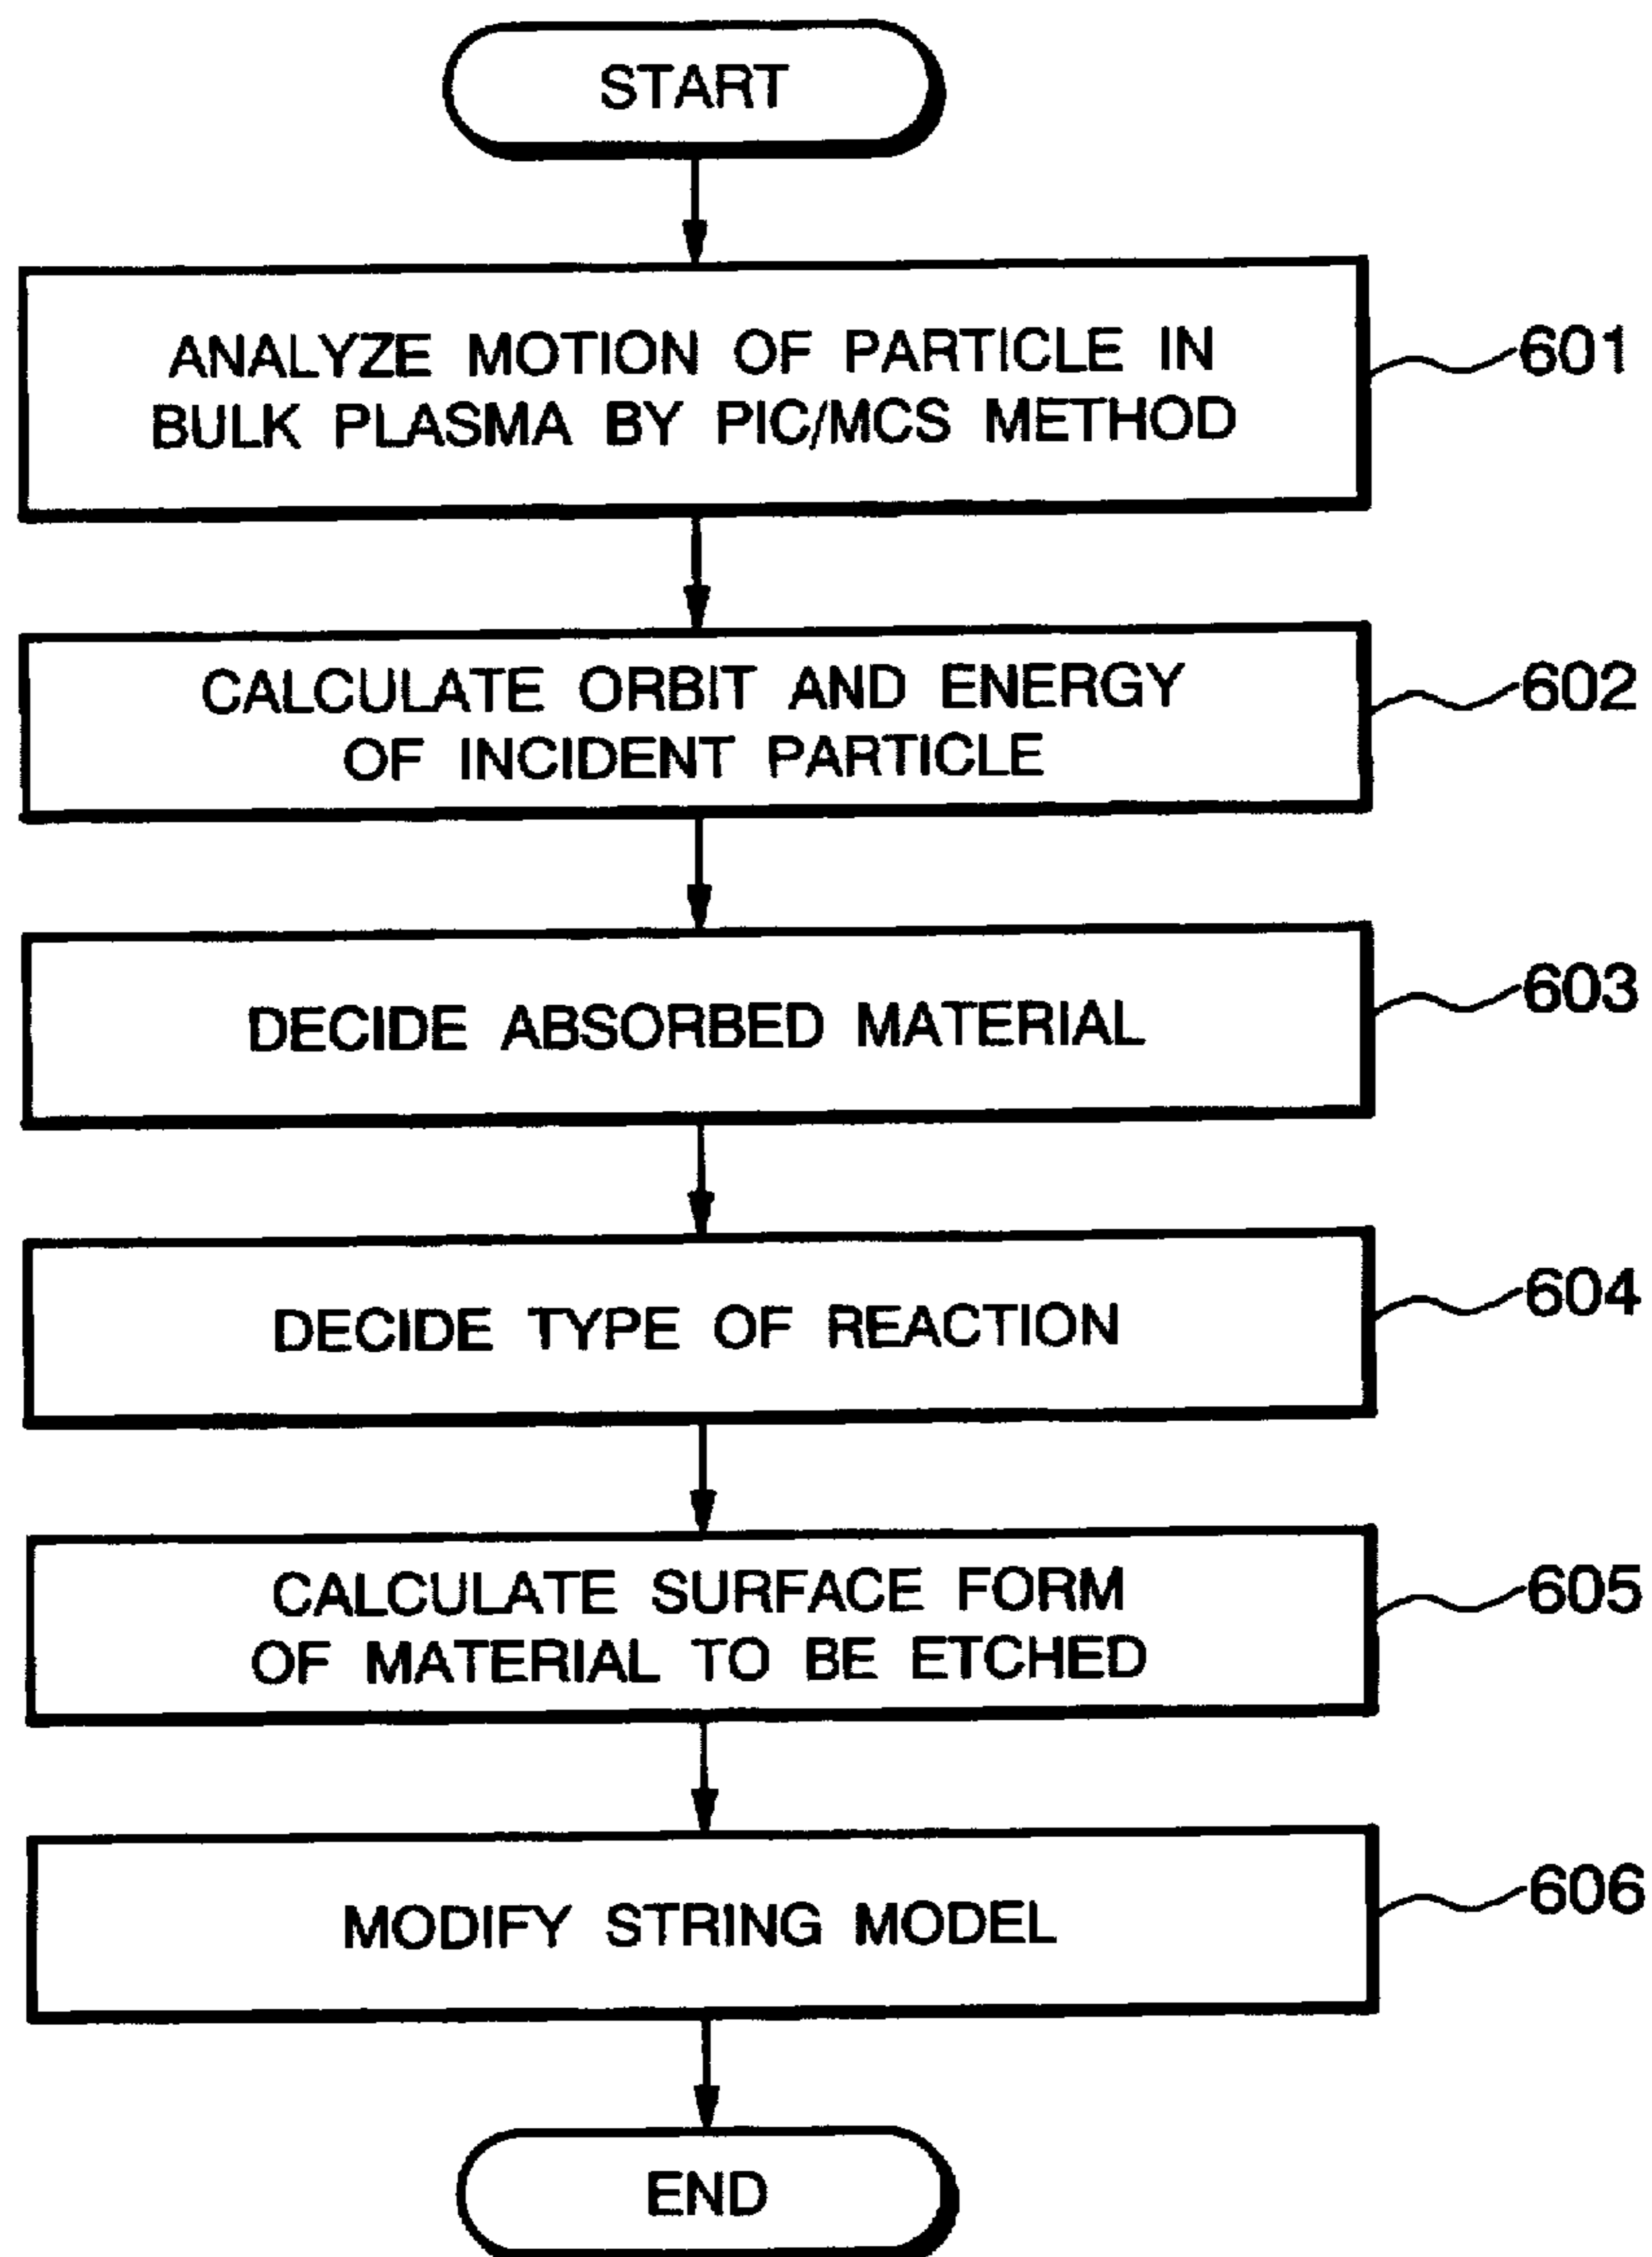 START
ANALYZE MOTION OF PARTICLE IN
BULK PLASMA BY PIC/MCS METHOD
601
CALCULATE ORBIT AND ENERGY
OF INCIDENT PARTICLE
602
DECIDE ABSORBED MATERIAL
603
DECIDE TYPE OF REACTION
604
CALCULATE SURFACE FORM
OF MATERIAL TO BE ETCHED
605
MODIFY STRING MODEL
606
END